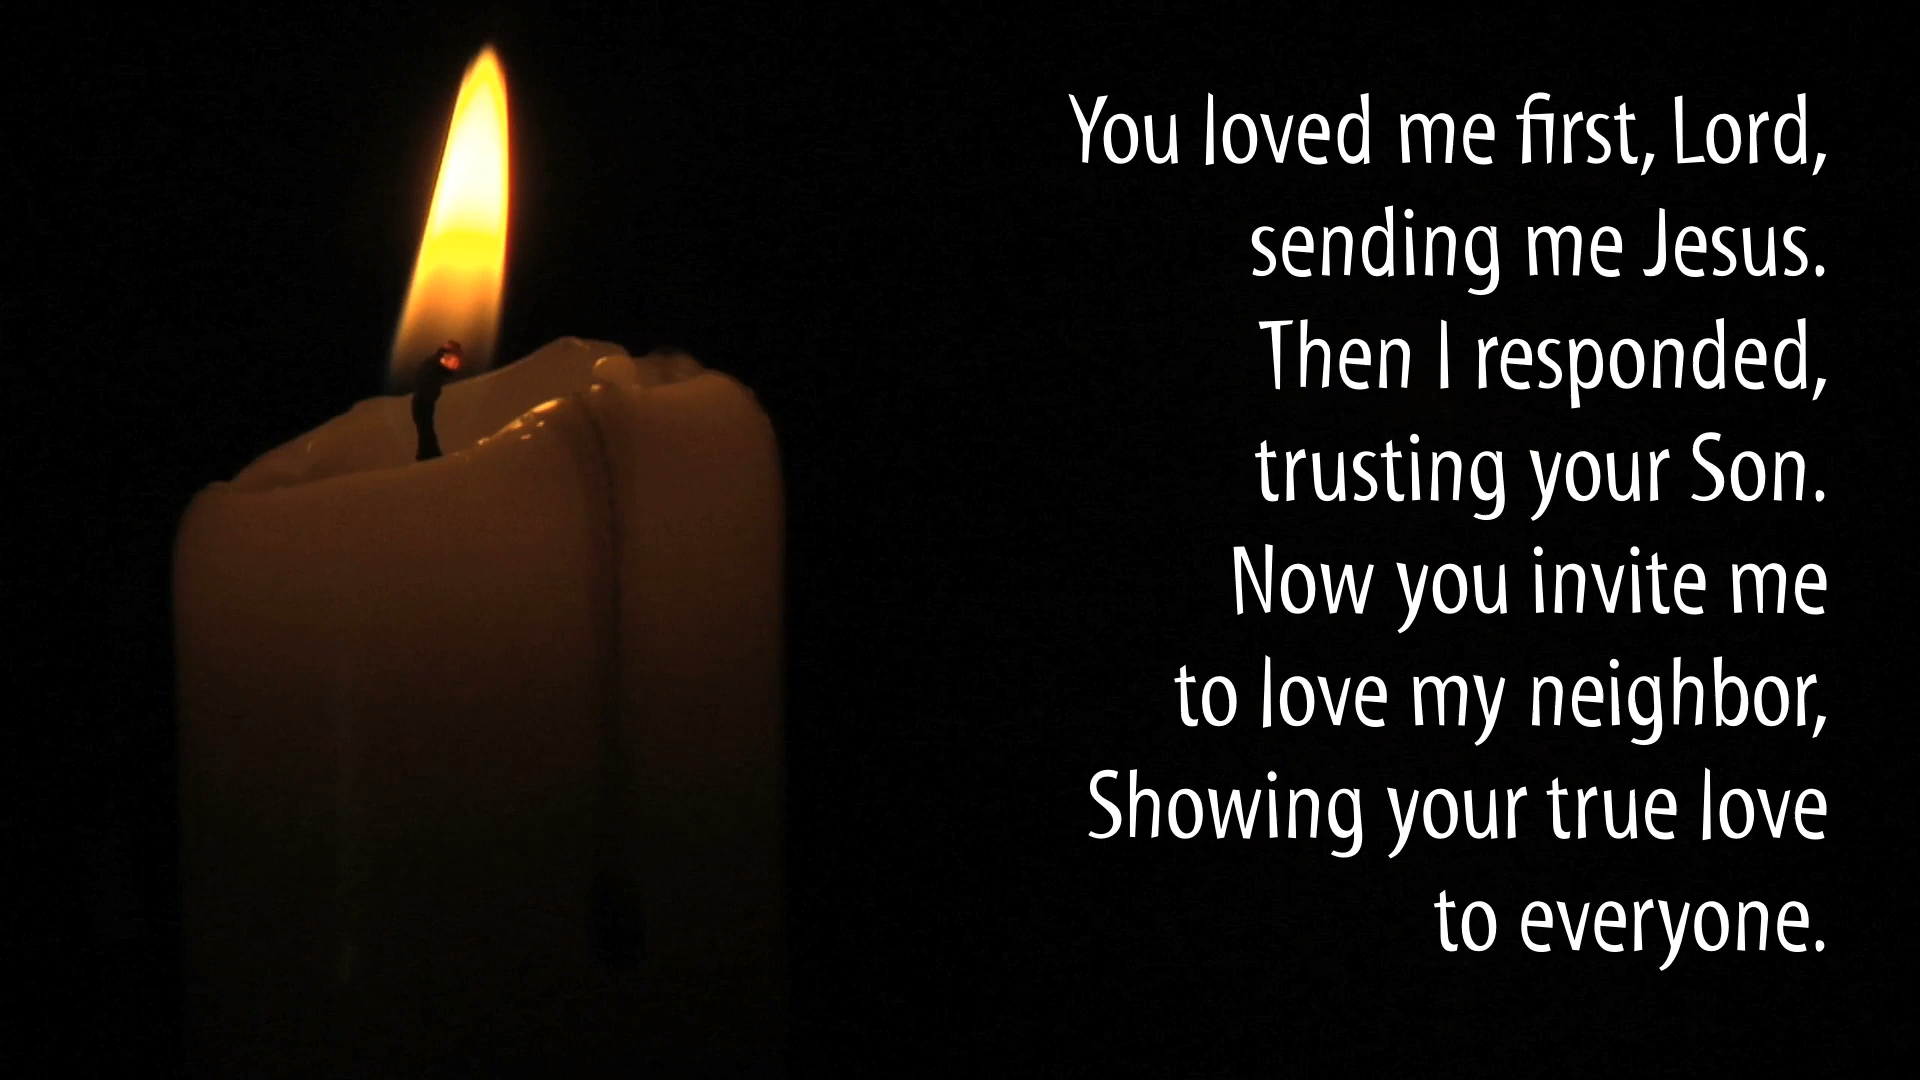 You loved me first, Lord,
sending me Jesus.
Then I responded,
trusting your Son.
Now you invite me
to love my neighbor,
Showing your true love
to everyone.